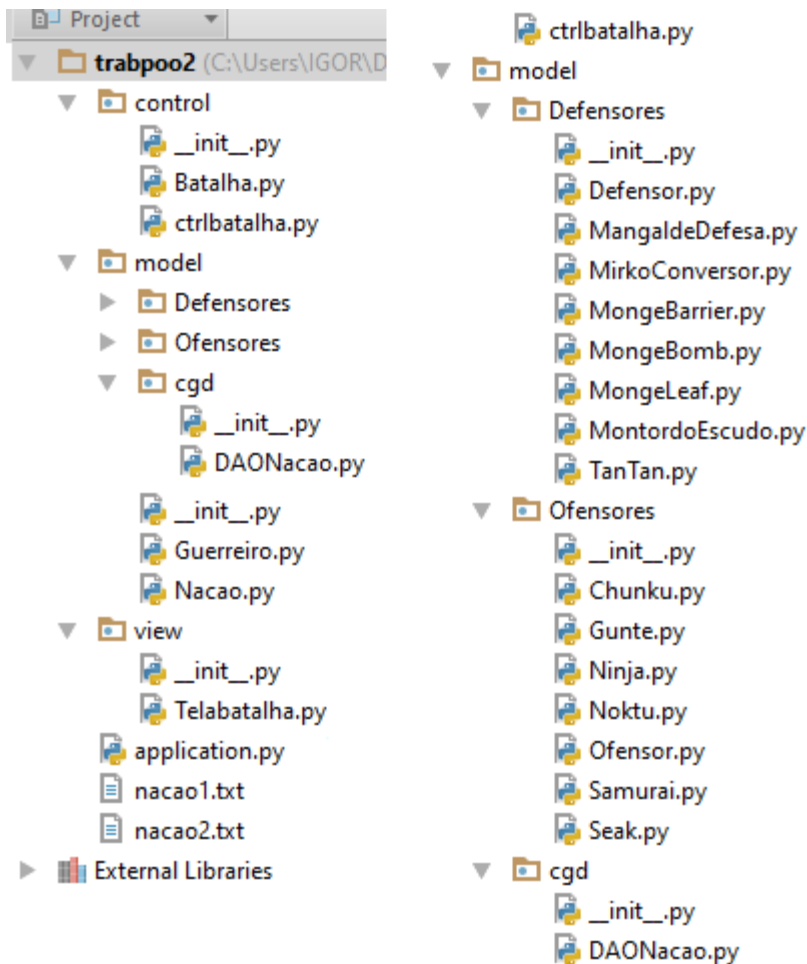 Project
trabpoo2 (C:\Users\IGOR\D
control
__init__.py
Batalha.py
ctrlbatalha.py
model
Defensores
Ofensores
cgd
__init__.py
DAONacao.py
__init__.py
Guerreiro.py
Nacao.py
view
__init__.py
Telabatalha.py
application.py
nacao1.txt
nacao2.txt
External Libraries
ctrlbatalha.py
model
Defensores
__init__.py
Defensor.py
MangaldeDefesa.py
MirkoConversor.py
MongeBarrier.py
MongeBomb.py
MongeLeaf.py
MontordoEscudo.py
TanTan.py
Ofensores
__init__.py
Chunku.py
Gunte.py
Ninja.py
Noktu.py
Ofensor.py
Samurai.py
Seak.py
cgd
__init__.py
DAONacao.py